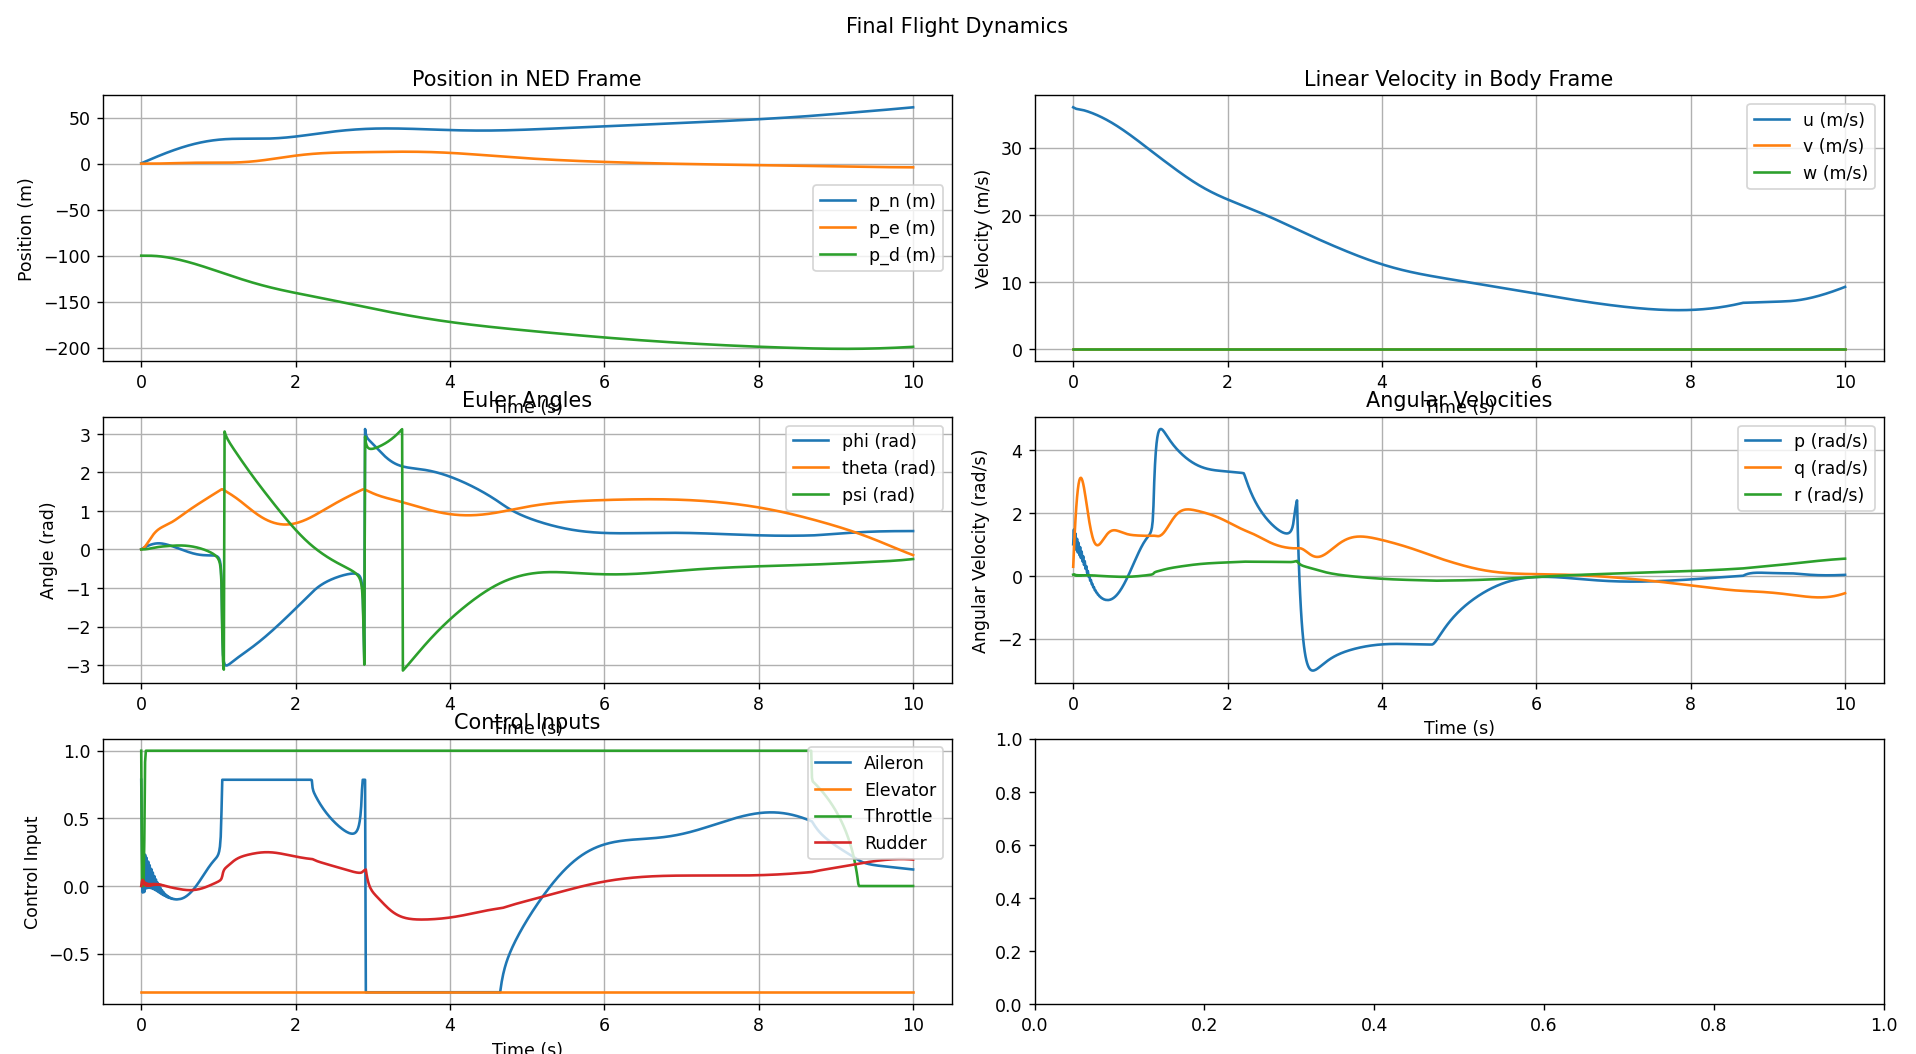 Final Flight Dynamics
Position in NED Frame
Position (m)
50
0
−50
−100
−150
−200
p_n (m)
p_e (m)
p_d (m)
0 2 4 6 8 10
Time (s)
Linear Velocity in Body Frame
Velocity (m/s)
30
20
10
0
u (m/s)
v (m/s)
w (m/s)
0 2 4 6 8 10
Time (s)
Euler Angles
Angle (rad)
3
2
1
0
−1
−2
−3
phi (rad)
theta (rad)
psi (rad)
0 2 4 6 8 10
Time (s)
Angular Velocities
Angular Velocity (rad/s)
4
2
0
−2
p (rad/s)
q (rad/s)
r (rad/s)
0 2 4 6 8 10
Time (s)
Control Inputs
Control Input
1.0
0.5
0.0
−0.5
Aileron
Elevator
Throttle
Rudder
0 2 4 6 8 10
Time (s)
1.0
0.8
0.6
0.4
0.2
0.0
0.0 0.2 0.4 0.6 0.8 1.0